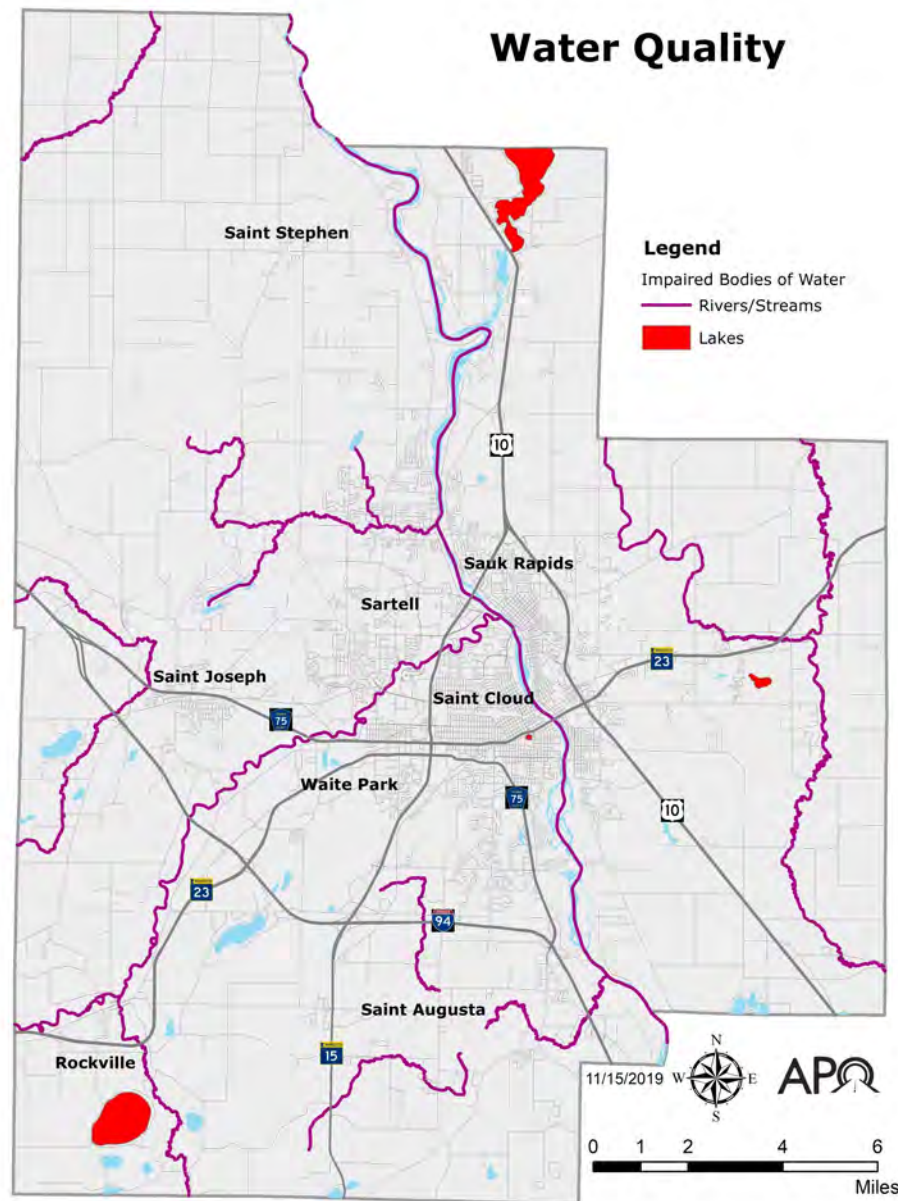 Water Quality
Saint Stephen
Legend
Impaired Bodies of Water
Rivers/Streams
Lakes
10
Sauk Rapids
Sartell
23
Saint Joseph
Saint Cloud
75
Waite Park
75
10
23
94
Saint Augusta
15
Rockville
11/15/2019
N
W
E
S
APO
0 1 2 4 6
Miles